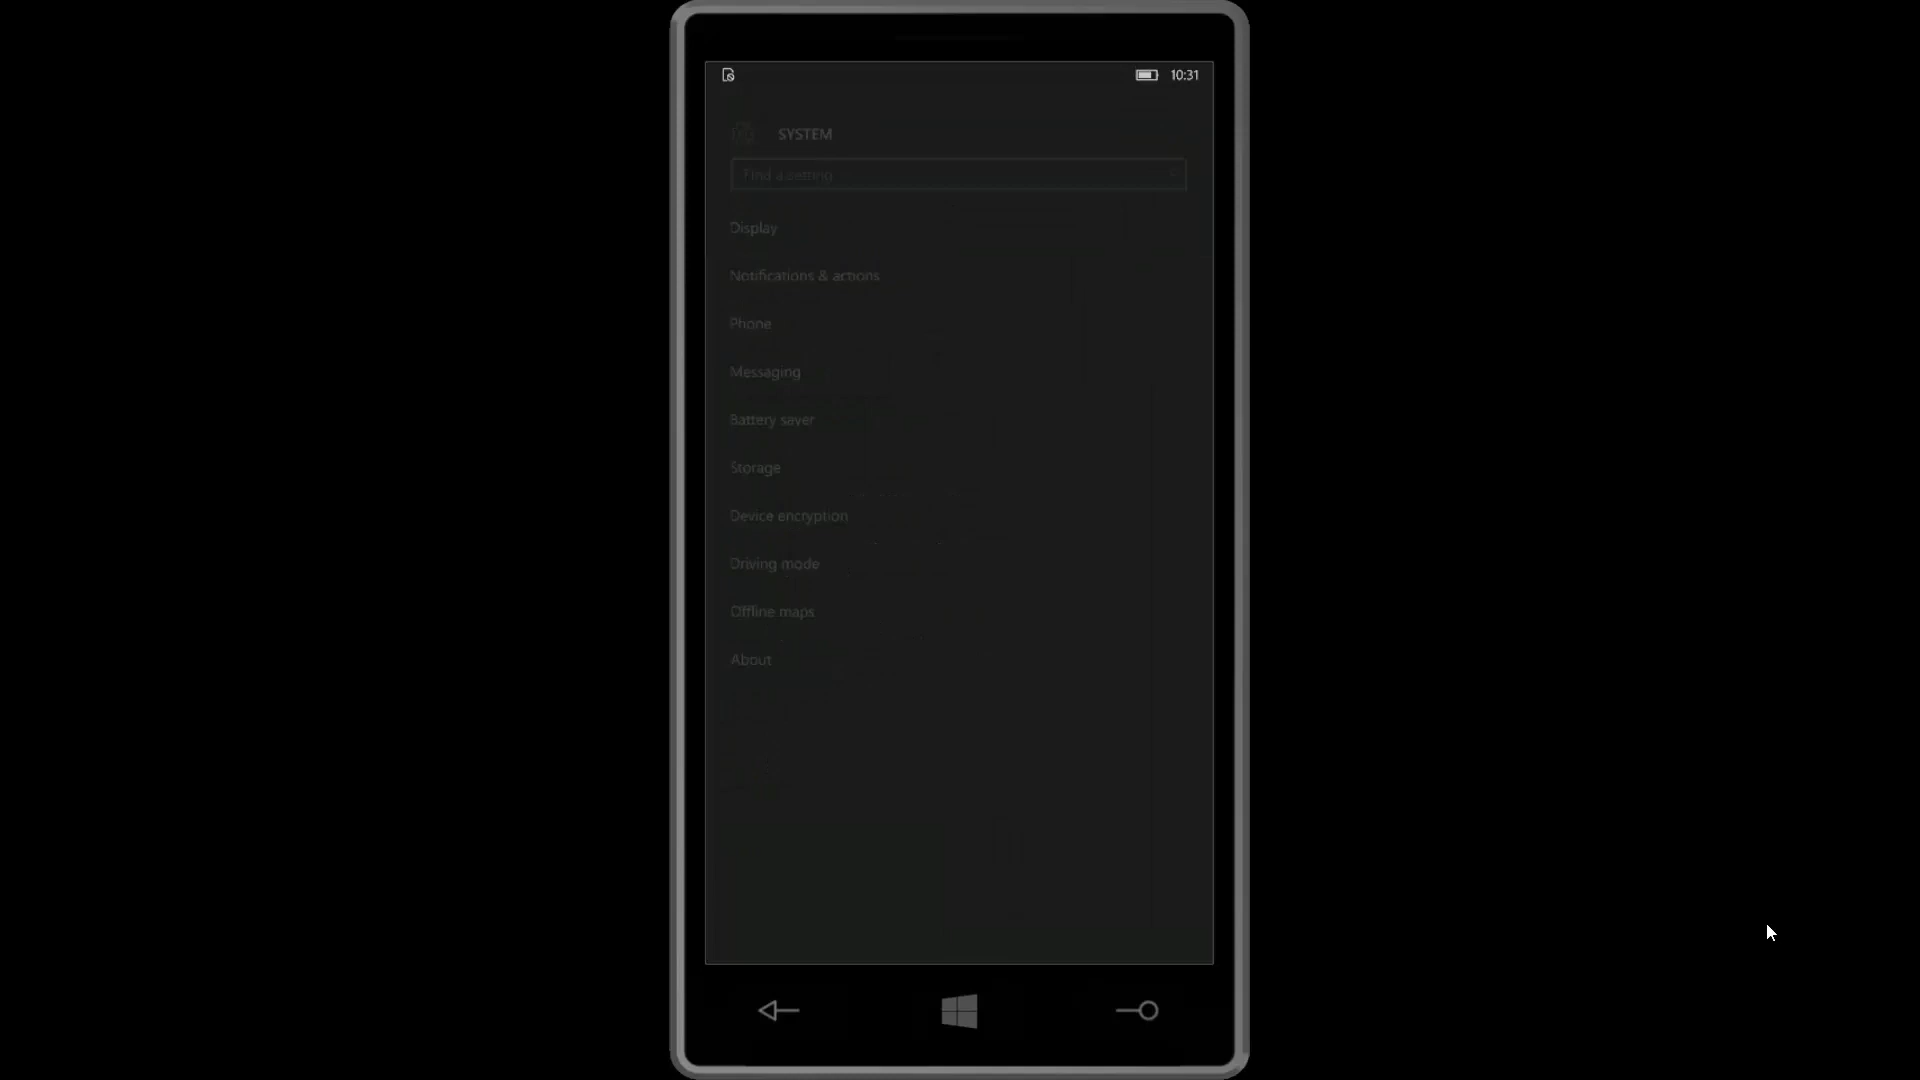 10:31
SYSTEM
Find a setting
Display
Notifications & actions
Phone
Messaging
Battery saver
Storage
Device encryption
Driving mode
Offline maps
About